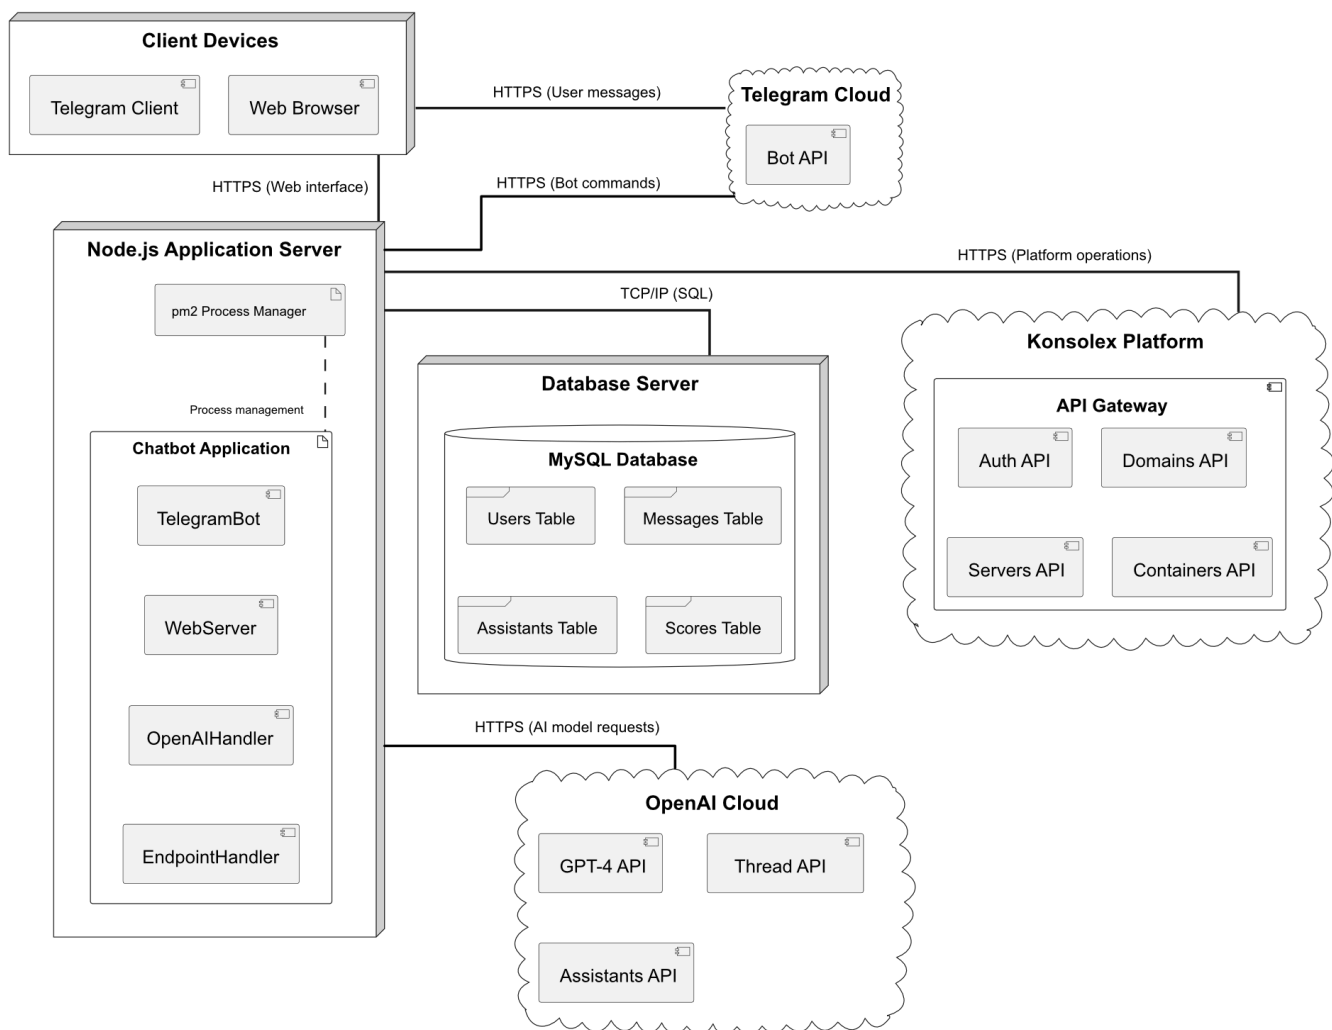 Client Devices
Telegram Client
Web Browser
HTTPS (User messages)
Telegram Cloud
Bot API
HTTPS (Web interface)
HTTPS (Bot commands)
Node.js Application Server
pm2 Process Manager
Process management
Chatbot Application
TelegramBot
WebServer
OpenAIHandler
EndpointHandler
HTTPS (Platform operations)
TCP/IP (SQL)
Database Server
MySQL Database
Users Table
Messages Table
Assistants Table
Scores Table
Konsolex Platform
API Gateway
Auth API
Domains API
Servers API
Containers API
HTTPS (AI model requests)
OpenAI Cloud
GPT-4 API
Thread API
Assistants API